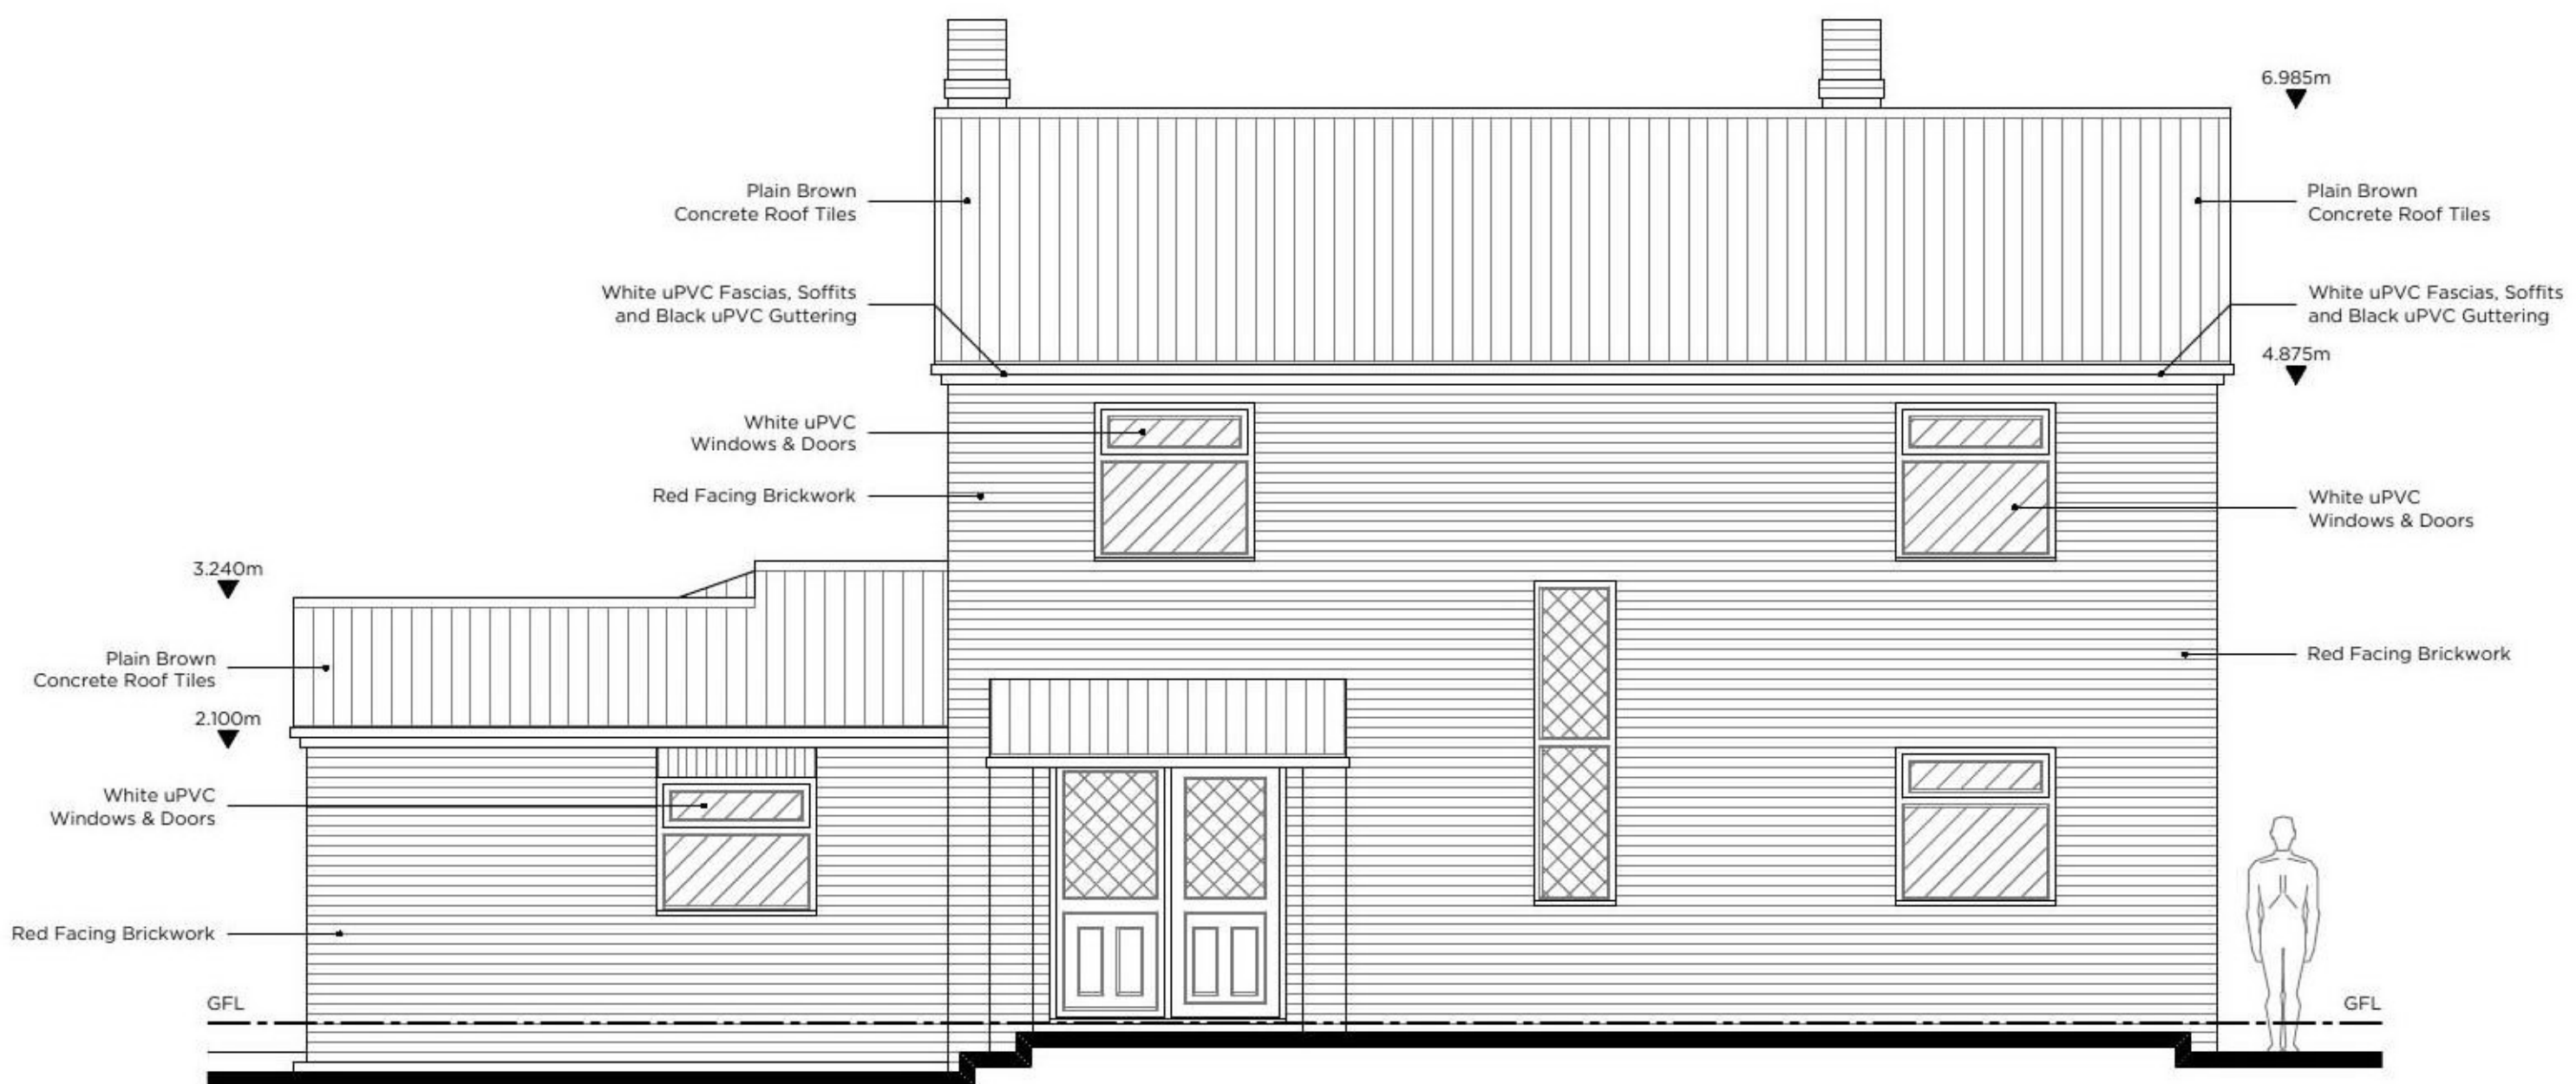 6.985m
Plain Brown
Concrete Roof Tiles
Plain Brown
Concrete Roof Tiles
White uPVC Fascias, Soffits
and Black uPVC Guttering
White uPVC Fascias, Soffits
and Black uPVC Guttering
4.875m
White uPVC
Windows & Doors
Red Facing Brickwork
White uPVC
Windows & Doors
3.240m
Plain Brown
Concrete Roof Tiles
Red Facing Brickwork
2.100m
White uPVC
Windows & Doors
Red Facing Brickwork
GFL
GFL